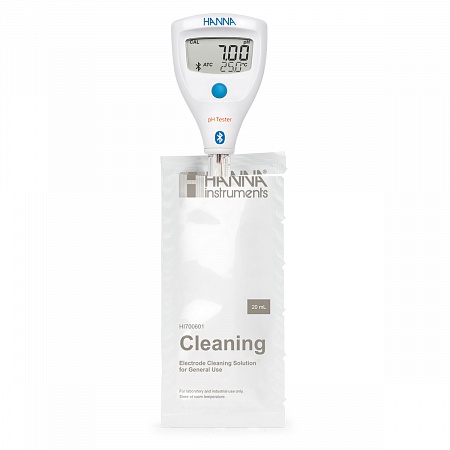 HANNA
CAL
pH
7.00
ATC 25.0°C
pH Tester
HANNA®
instruments
20 mL
HI700601
Cleaning
Electrode Cleaning Solution
for General Use
For laboratory and industrial use only.
Store at room temperature.